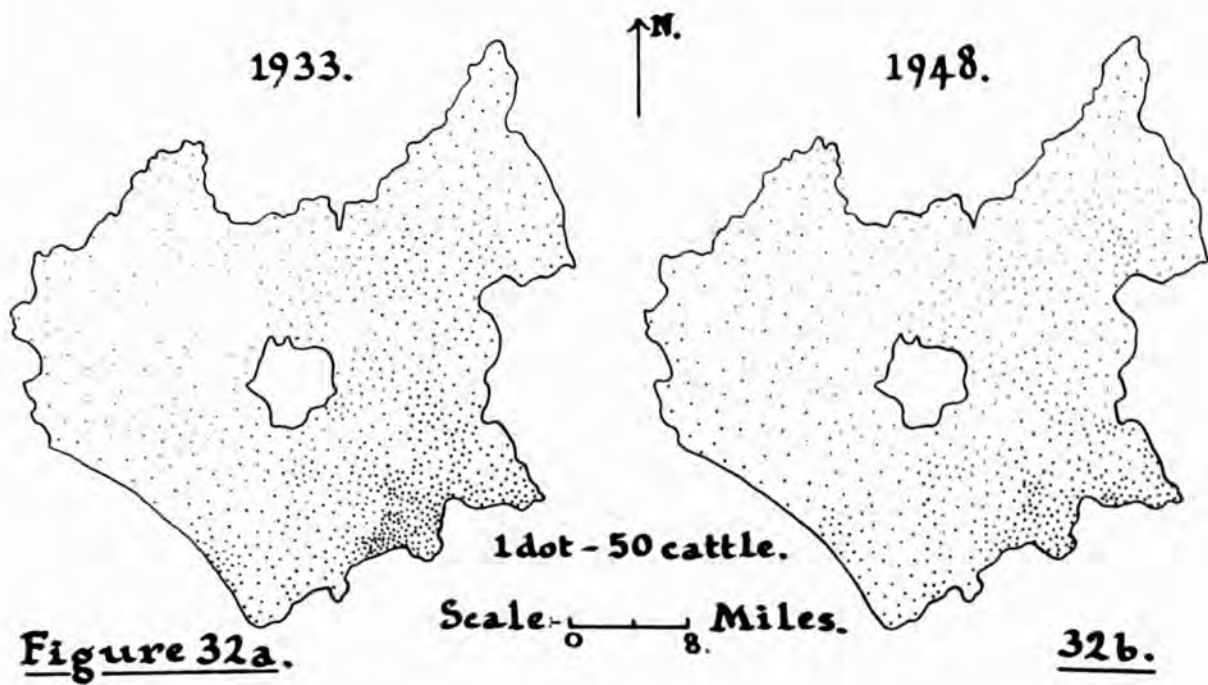 1933.
N.
1948.
1 dot - 50 cattle.
Scale:- Miles.
0 8.
Figure 32a.
32b.